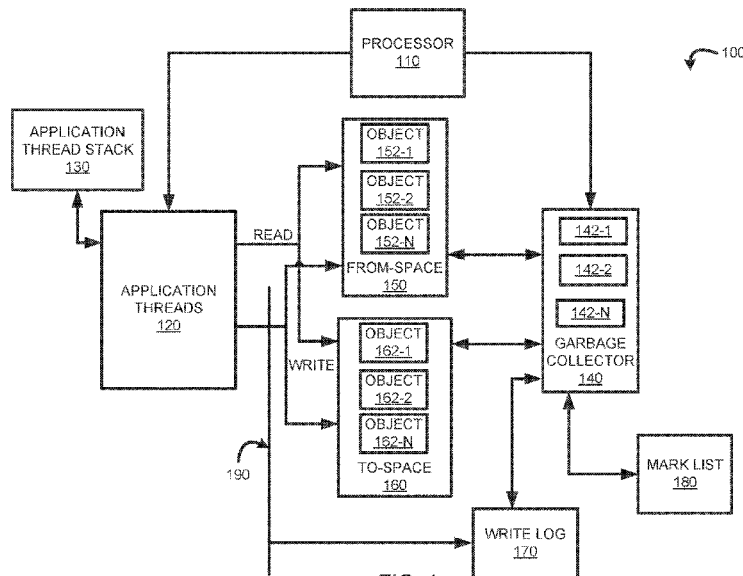 PROCESSOR
110
100
APPLICATION
THREAD STACK
130
OBJECT
152-1
OBJECT
152-2
OBJECT
152-N
FROM-SPACE
150
READ
142-1
142-2
142-N
GARBAGE
COLLECTOR
140
APPLICATION
THREADS
120
WRITE
OBJECT
162-1
OBJECT
162-2
OBJECT
162-N
TO-SPACE
160
190
MARK LIST
180
WRITE LOG
170